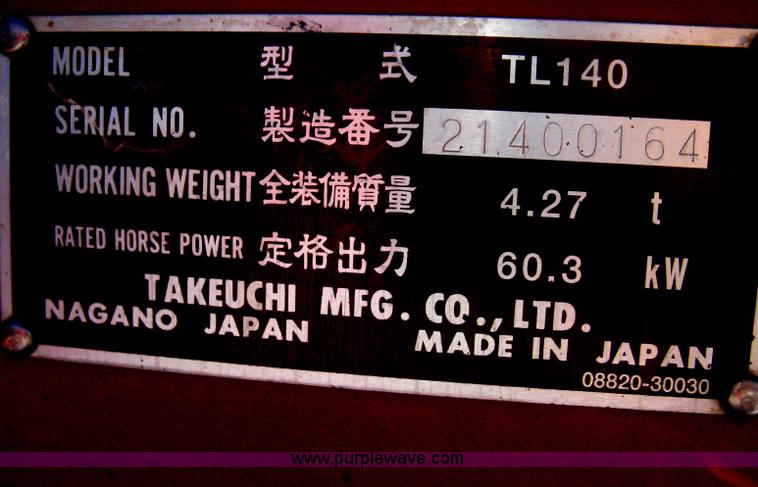 MODEL 型式 TL140
SERIAL NO. 製造番号 21400164
WORKING WEIGHT 全装備質量 4.27 t
RATED HORSE POWER 定格出力 60.3 kW
TAKEUCHI MFG. CO., LTD.
NAGANO JAPAN MADE IN JAPAN
08820-30030
www.purplewave.com